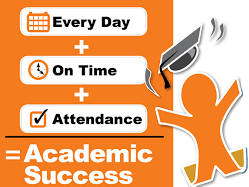 Every Day
+
On Time
+
Attendance
= Academic
Success